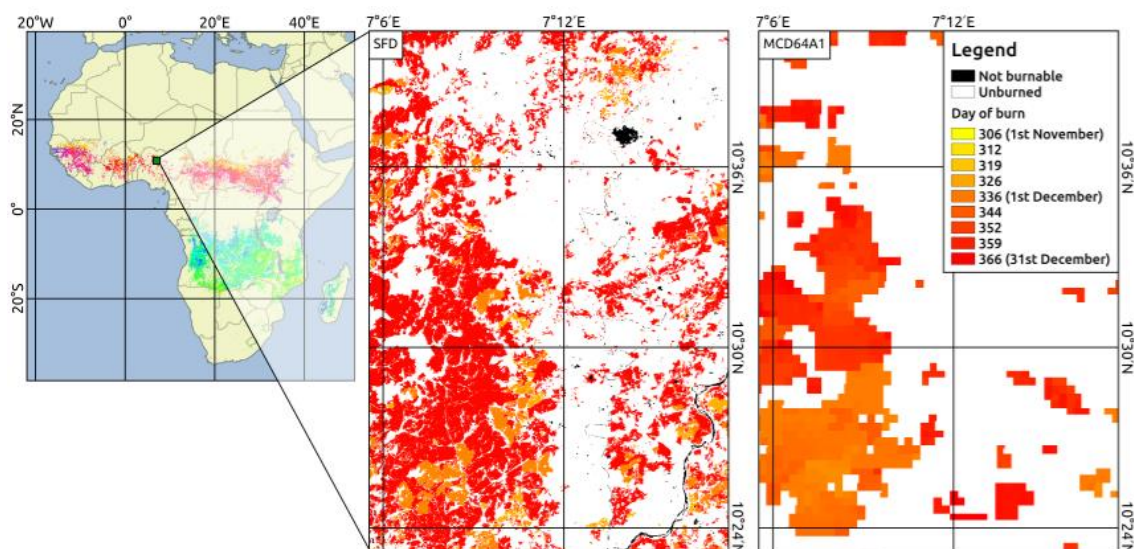 20°W 0° 20°E 40°E
20°N
0°
20°S
7°6'E 7°12'E
SFD
10°36'N
10°30'N
10°24'N
7°6'E 7°12'E
MCD64A1
Legend
Not burnable
Unburned
Day of burn
306 (1st November)
312
319
326
336 (1st December)
344
352
359
366 (31st December)
10°36'N
10°30'N
10°24'N